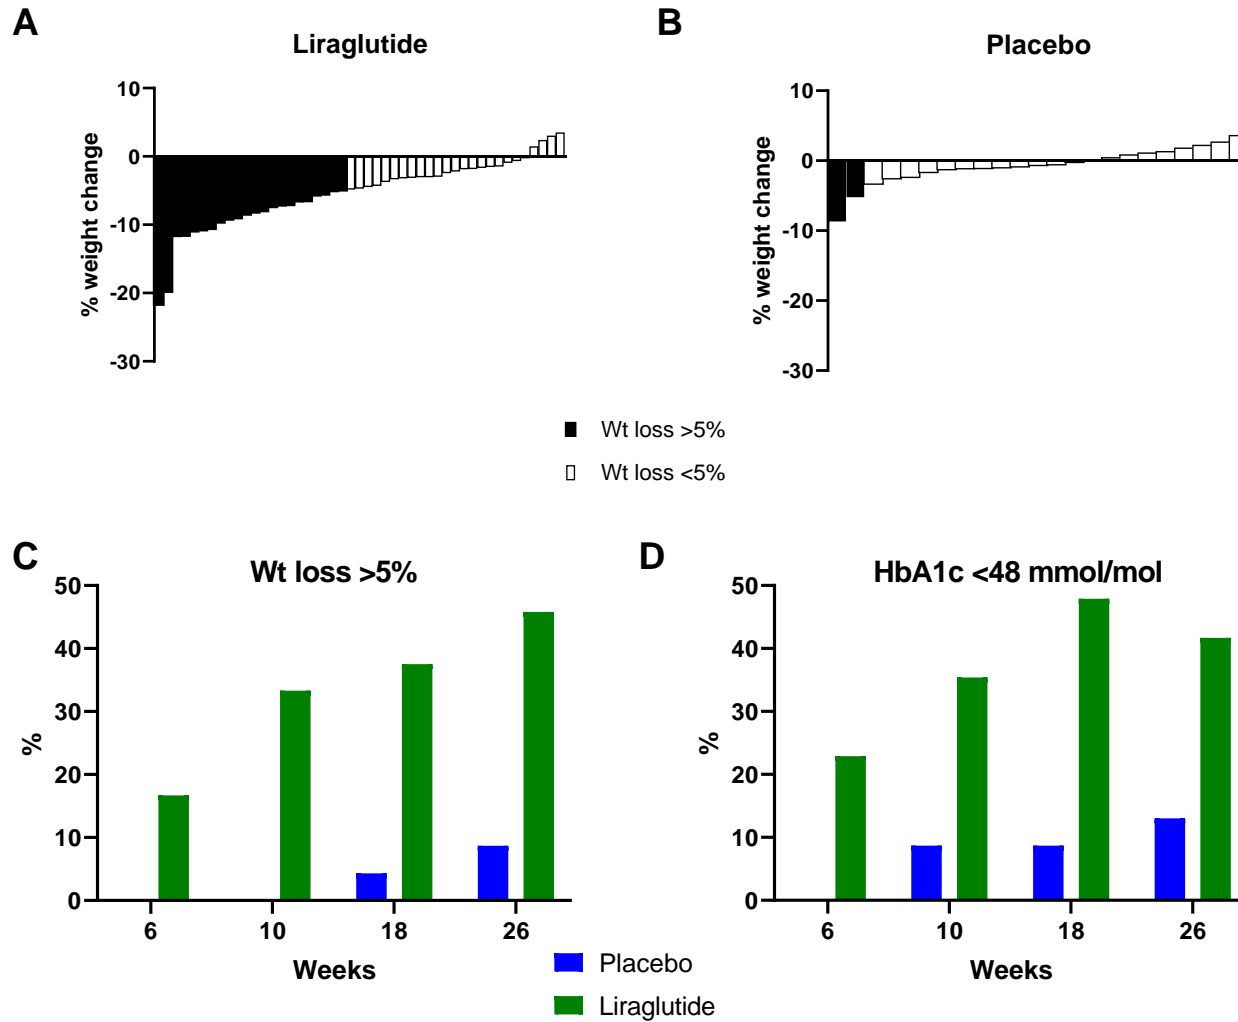 A
Liraglutide
10
0
-10
-20
-30
% weight change
B
Placebo
10
0
-10
-20
-30
% weight change
Wt loss >5%
Wt loss <5%
C
Wt loss >5%
50
40
30
20
10
0
%
6 10 18 26
Weeks
D
HbA1c <48 mmol/mol
50
40
30
20
10
0
%
6 10 18 26
Weeks
Placebo
Liraglutide